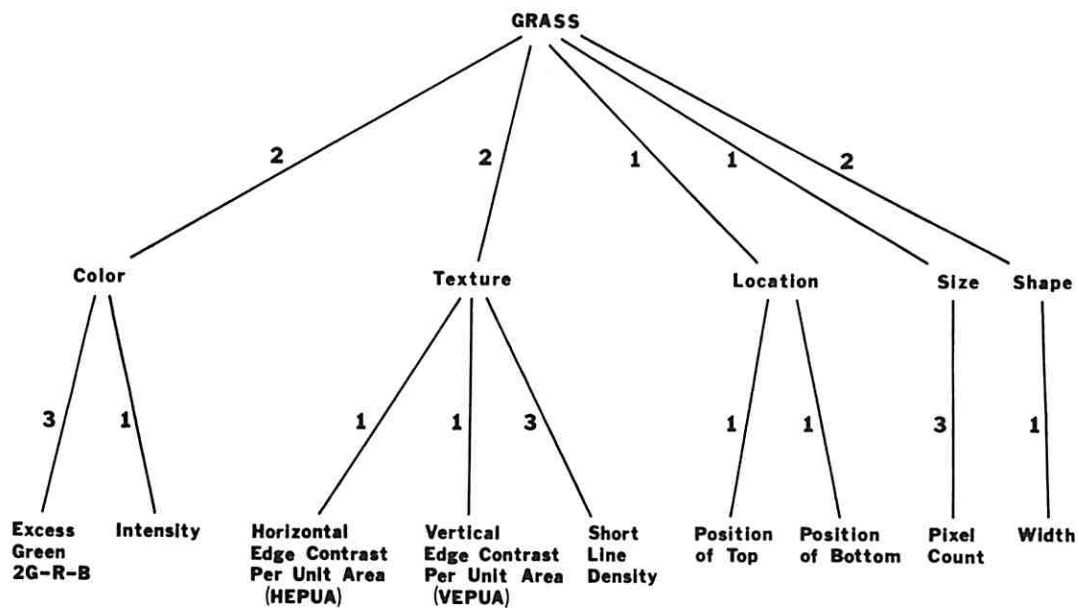 GRASS
2
2
1
1
2
Color
Texture
Location
Size
Shape
3
1
1
1
3
1
1
3
1
Excess
Green
2G-R-B
Intensity
Horizontal
Edge Contrast
Per Unit Area
(HEPUA)
Vertical
Edge Contrast
Per Unit Area
(VEPUA)
Short
Line
Density
Position
of Top
Position
of Bottom
Pixel
Count
Width